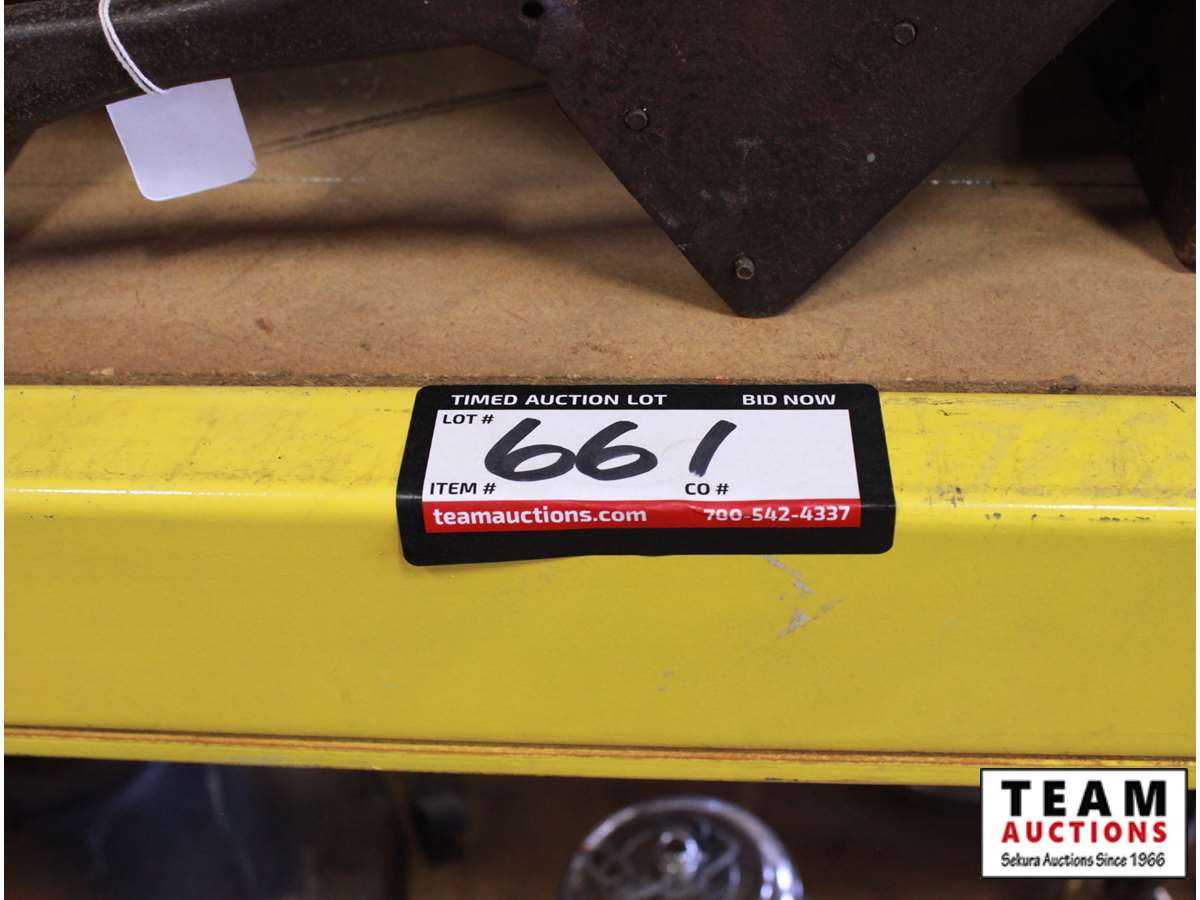 TIMED AUCTION LOT BID NOW
LOT # 661
ITEM # CO #
teamauctions.com 780-542-4337
TEAM
AUCTIONS
Sekura Auctions Since 1966